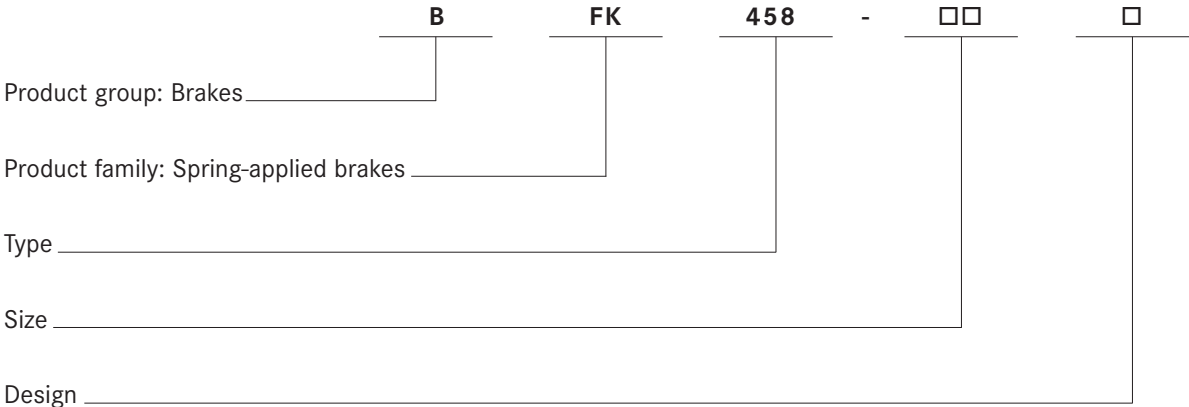 B FK 458 - □□ □
Product group: Brakes
Product family: Spring-applied brakes
Type
Size
Design